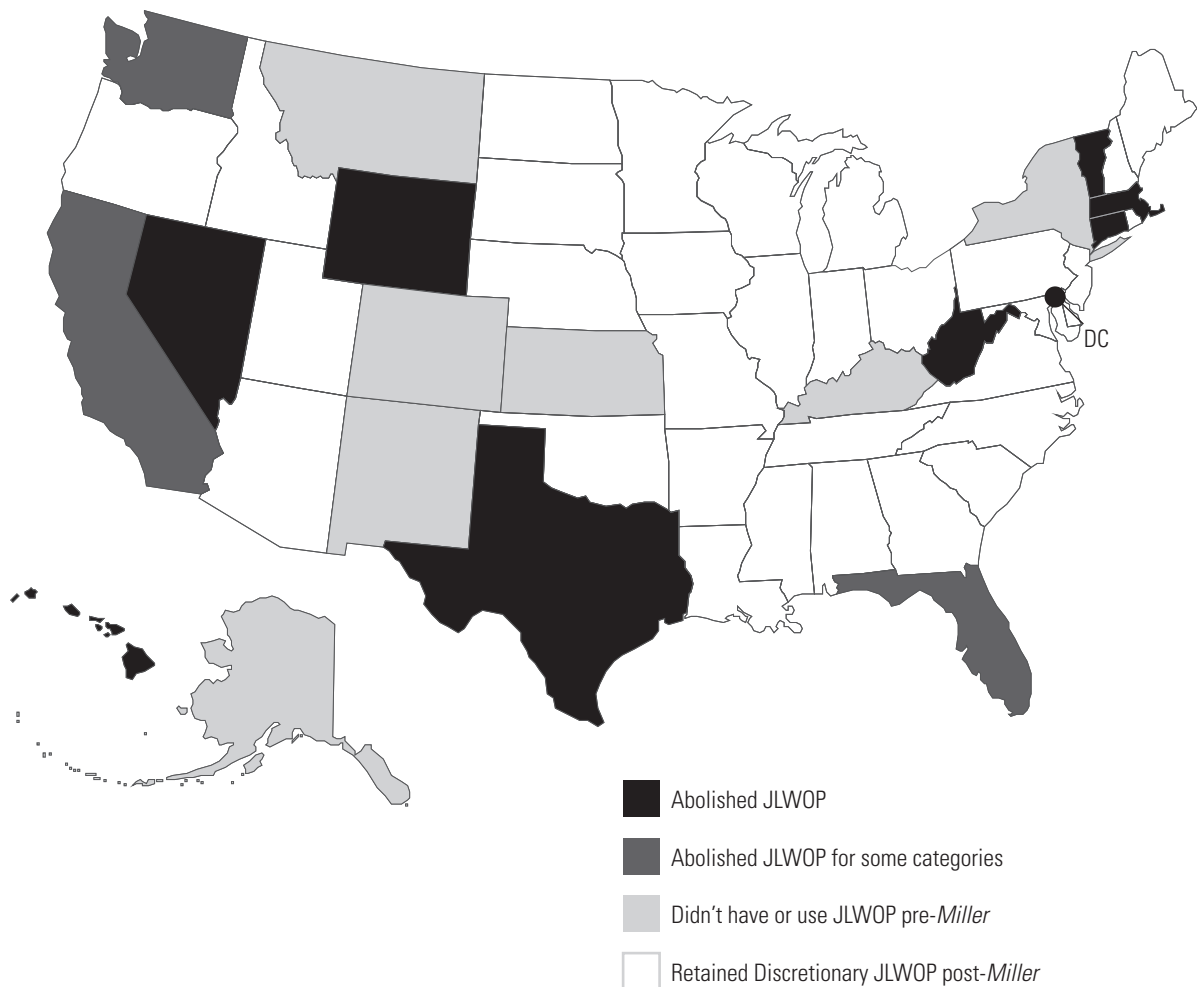 DC
Abolished JLWOP
Abolished JLWOP for some categories
Didn't have or use JLWOP pre-Miller
Retained Discretionary JLWOP post-Miller